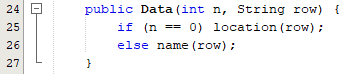 24 public Data(int n, String row) {
25 if (n == 0) location(row);
26 else name(row);
27 }